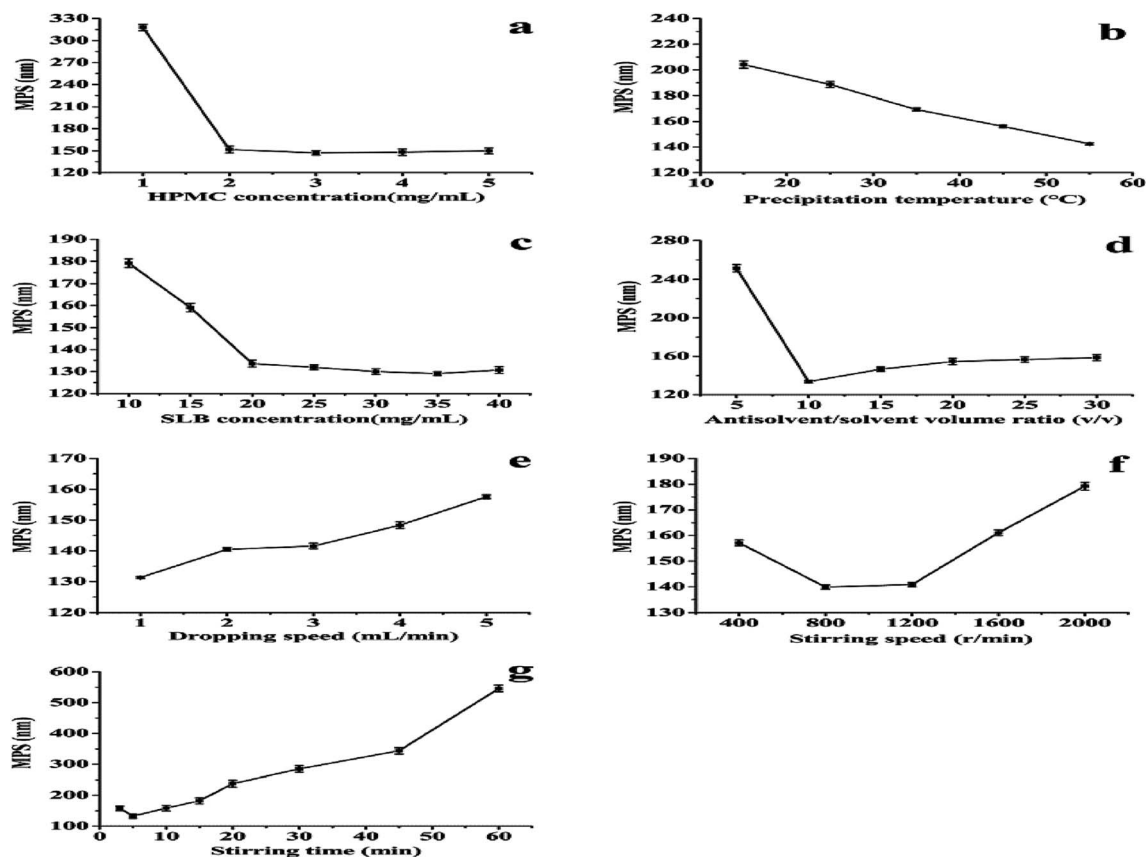 a
MPS (nm)
330
300
270
240
210
180
150
120
1 2 3 4 5
HPMC concentration(mg/mL)
b
MPS (nm)
240
220
200
180
160
140
120
10 20 30 40 50 60
Precipitation temperature (°C)
c
MPS (nm)
190
180
170
160
150
140
130
120
10 15 20 25 30 35 40
SLB concentration(mg/mL)
d
MPS (nm)
280
240
200
160
120
5 10 15 20 25 30
Antisolvent/solvent volume ratio (v/v)
e
MPS (nm)
170
160
150
140
130
120
1 2 3 4 5
Dropping speed (mL/min)
f
MPS (nm)
190
180
170
160
150
140
130
400 800 1200 1600 2000
Stirring speed (r/min)
g
MPS (nm)
600
500
400
300
200
100
0 10 20 30 40 50 60
Stirring time (min)